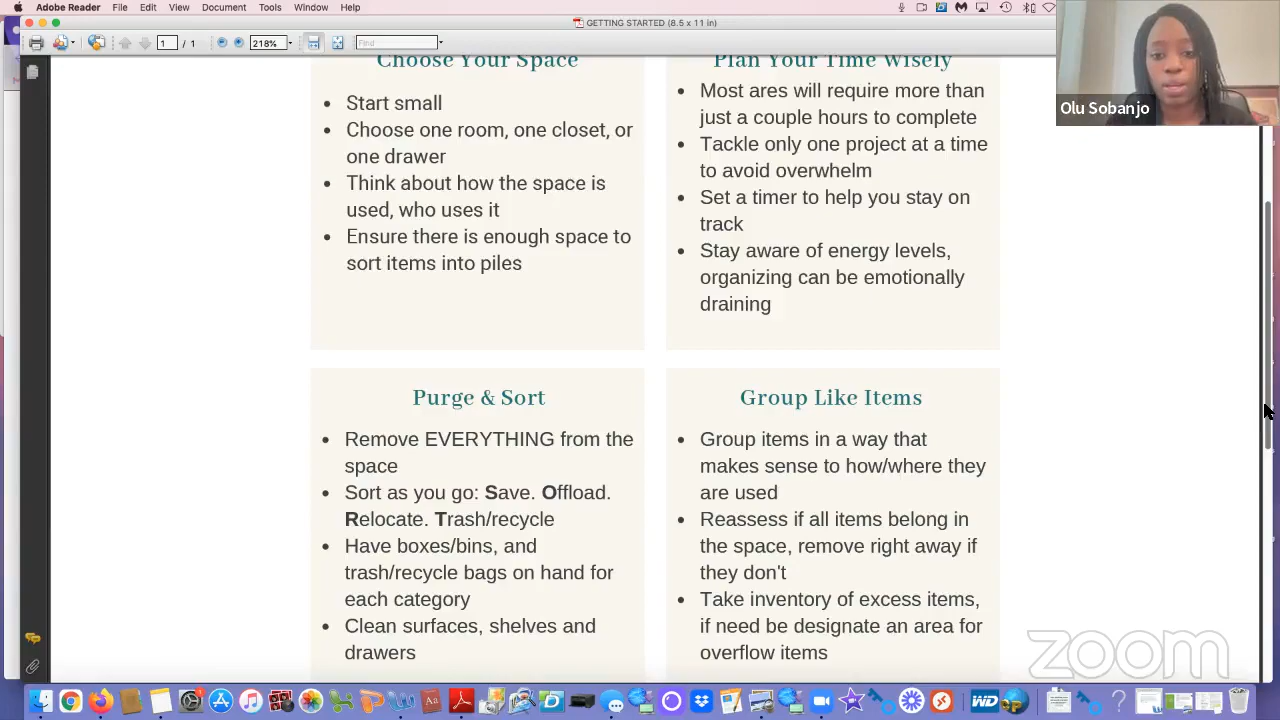 Adobe Reader File Edit View Document Tools Window Help
GETTING STARTED (8.5 x 11 in)
1 / 1 218% Find
Choose Your Space
Start small
Choose one room, one closet, or
one drawer
Think about how the space is
used, who uses it
Ensure there is enough space to
sort items into piles
Plan Your Time Wisely
Most ares will require more than
just a couple hours to complete
Tackle only one project at a time
to avoid overwhelm
Set a timer to help you stay on
track
Stay aware of energy levels,
organizing can be emotionally
draining
Olu Sobanjo
Purge & Sort
Remove EVERYTHING from the
space
Sort as you go: Save. Offload.
Relocate. Trash/recycle
Have boxes/bins, and
trash/recycle bags on hand for
each category
Clean surfaces, shelves and
drawers
Group Like Items
Group items in a way that
makes sense to how/where they
are used
Reassess if all items belong in
the space, remove right away if
they don't
Take inventory of excess items,
if need be designate an area for
overflow items
zoom
WD